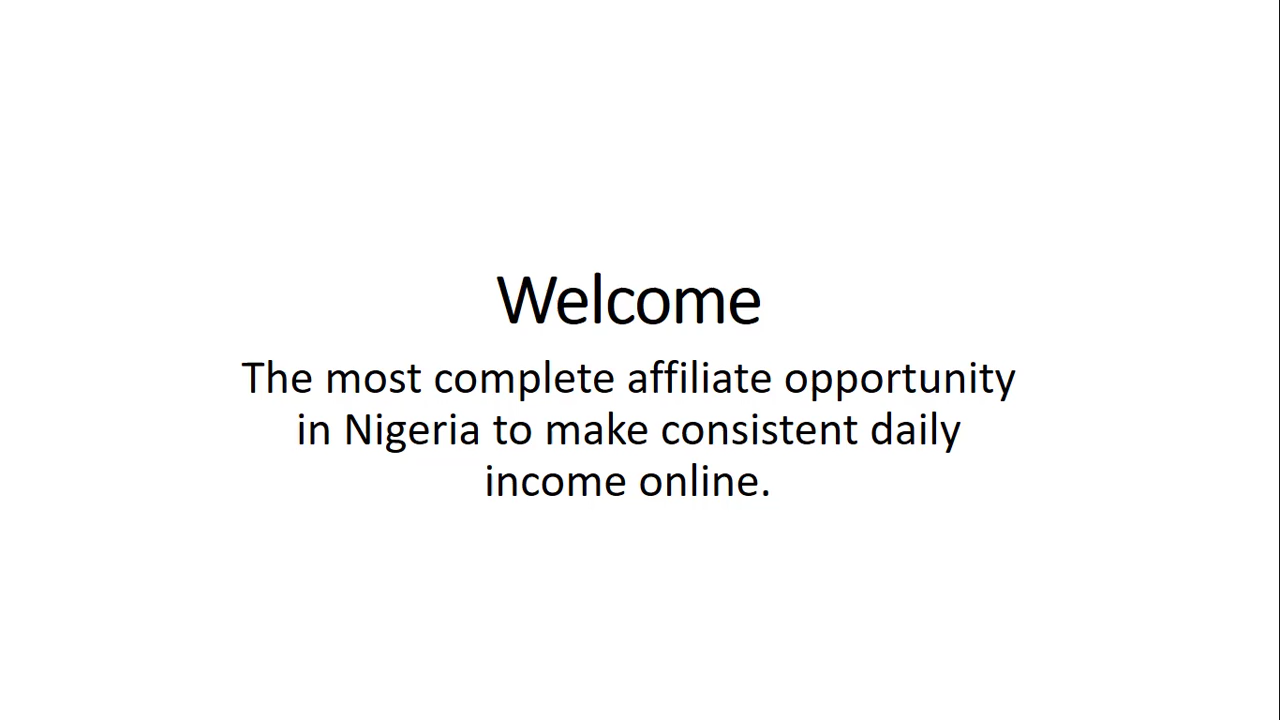 Welcome
The most complete affiliate opportunity
in Nigeria to make consistent daily
income online.